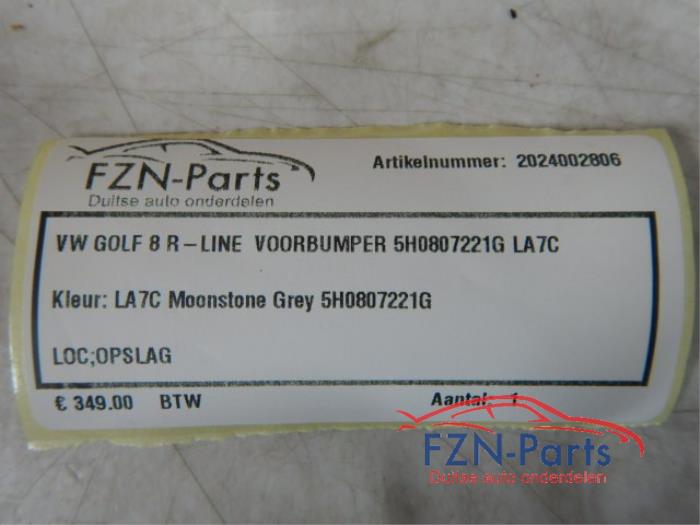 FZN-Parts
Duitse auto onderdelen
Artikelnummer: 2024002806
VW GOLF 8 R-LINE VOORBUMPER 5H0807221G LA7C
Kleur: LA7C Moonstone Grey 5H0807221G
LOC;OPSLAG
€ 349.00 BTW
Aantal: 1
FZN-Parts
Duitse auto onderdelen